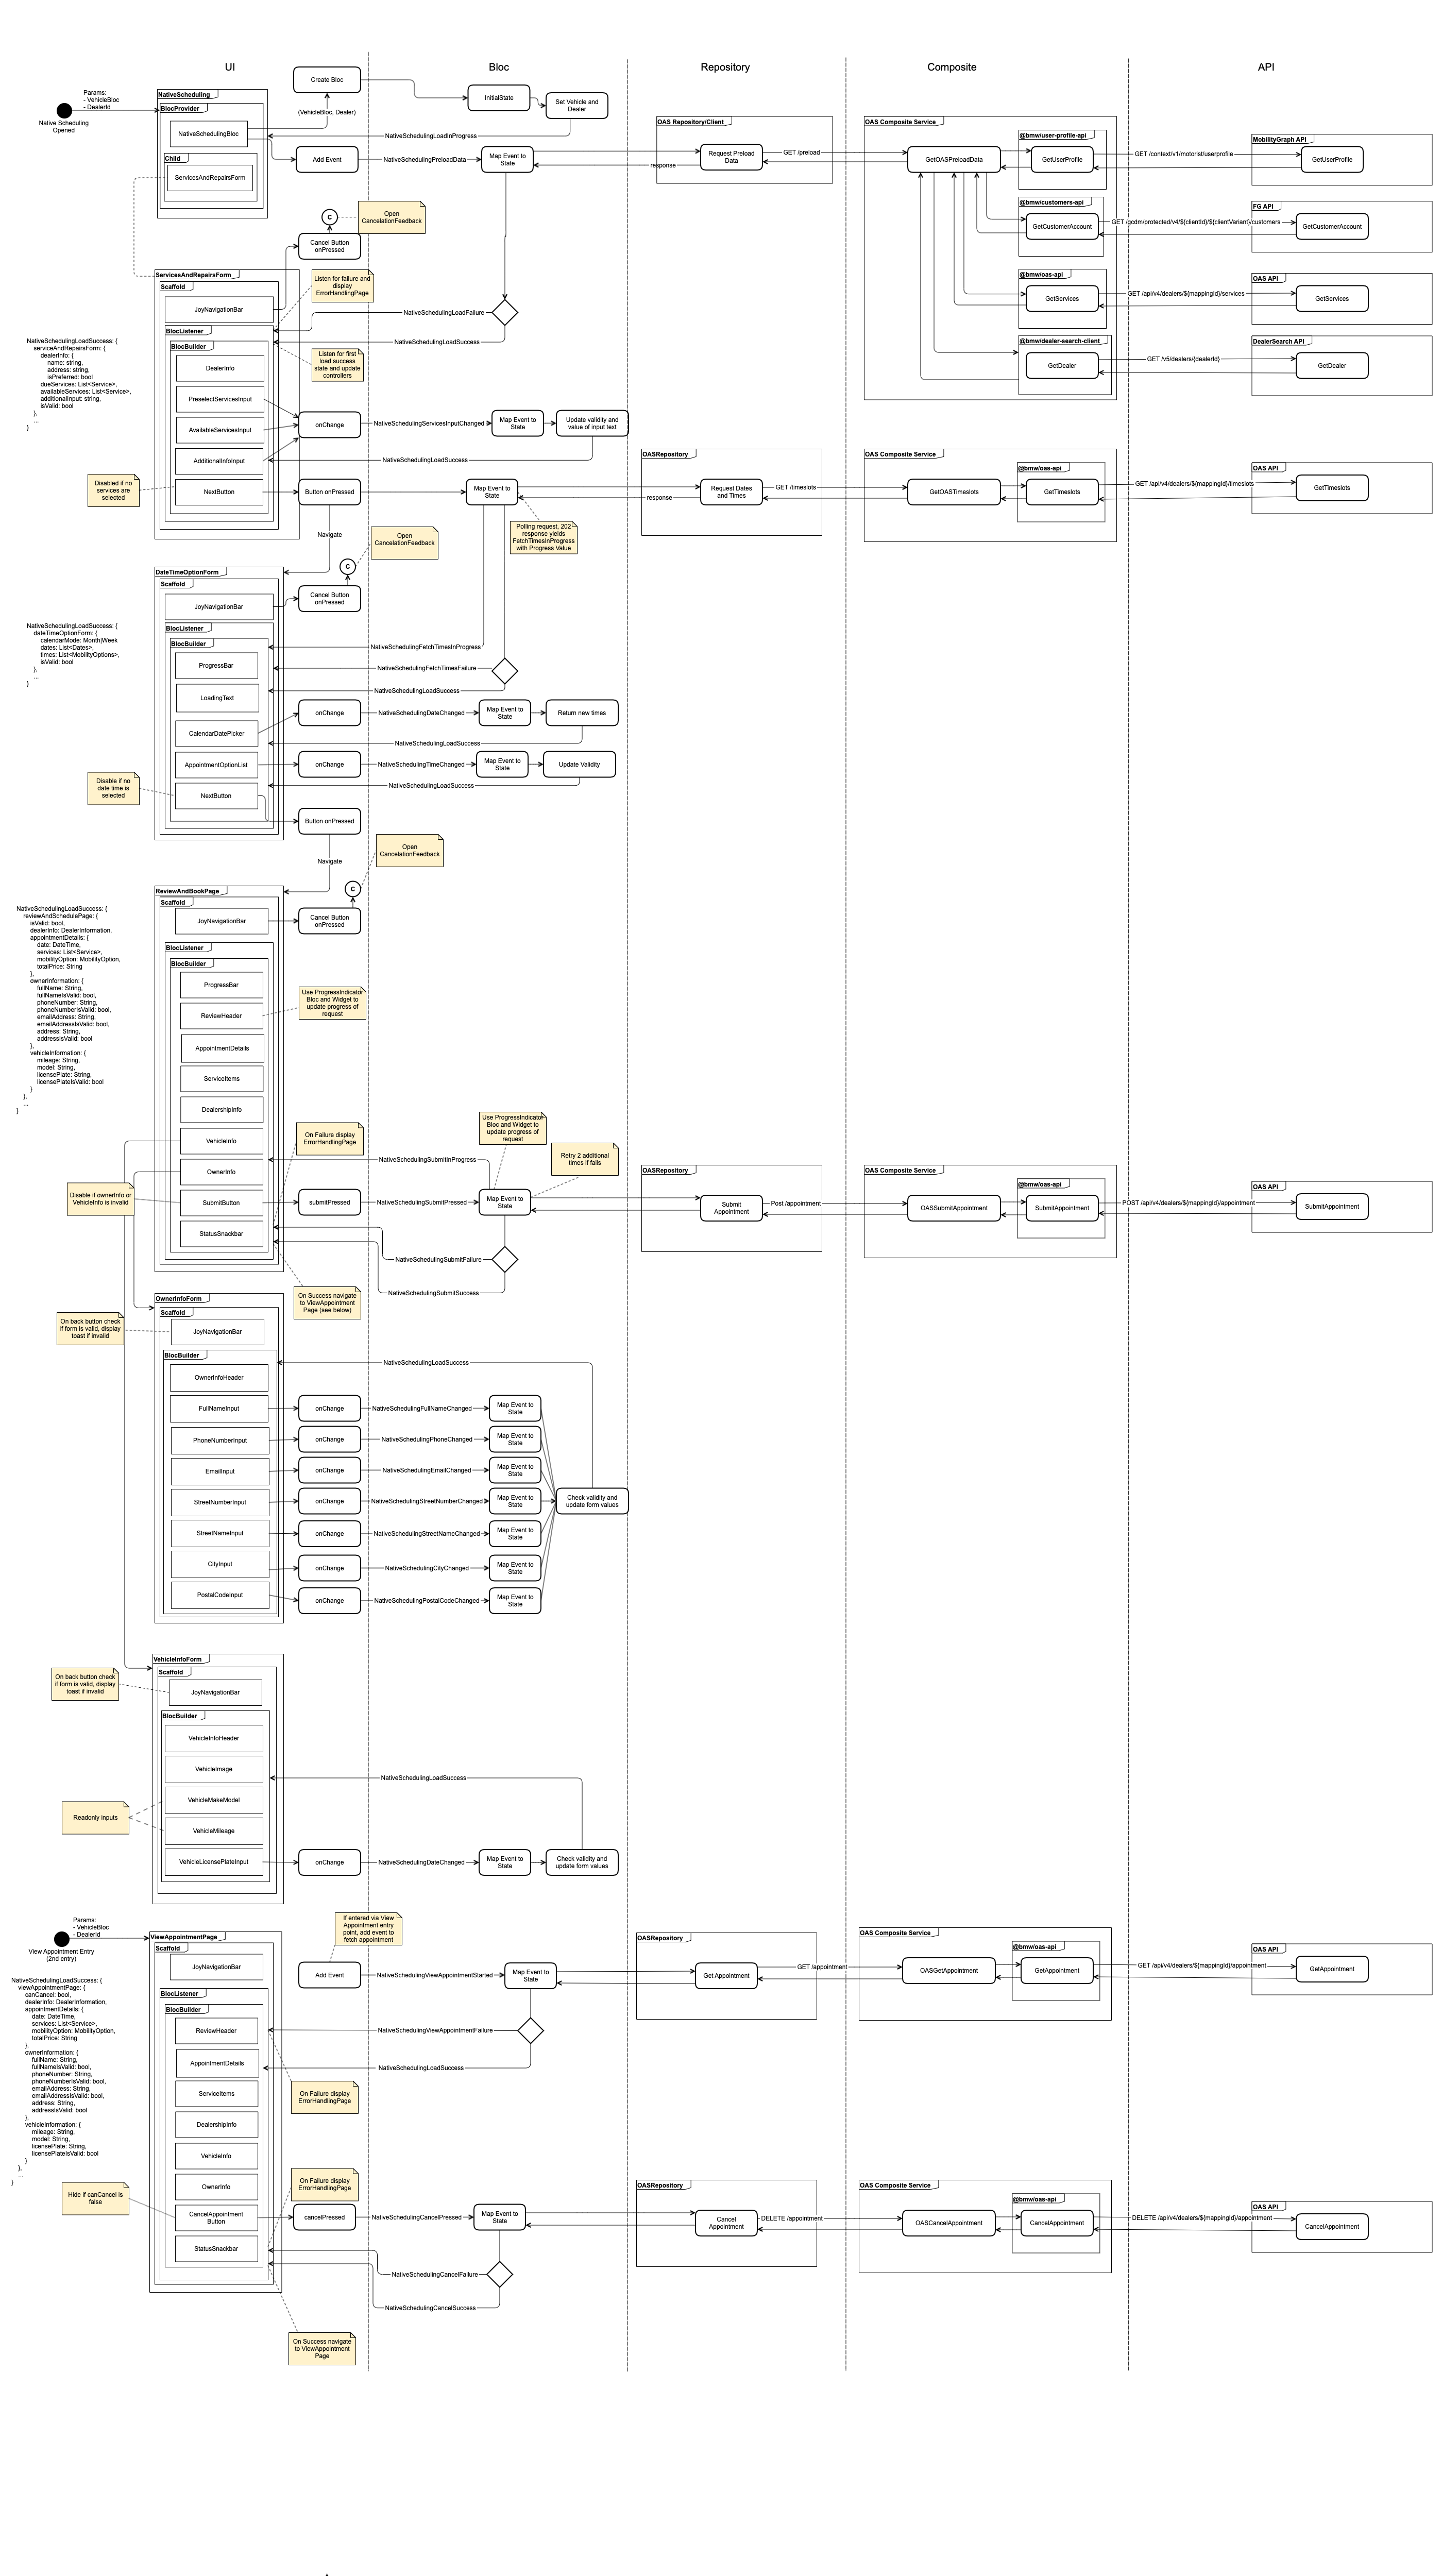 UI
Bloc
Repository
Composite
API
Params:
- VehicleBloc
- DealerId
Native Scheduling
Opened
NativeScheduling
BlocProvider
NativeSchedulingBloc
Child
ServicesAndRepairsForm
Create Bloc
(VehicleBloc, Dealer)
InitialState
Set Vehicle and
Dealer
NativeSchedulingLoadInProgress
Add Event
NativeSchedulingPreloadData
Map Event to
State
response
OAS Repository/Client
Request Preload
Data
GET /preload
OAS Composite Service
GetOASPreloadData
@bmw/user-profile-api
GetUserProfile
GET /context/v1/motorist/userprofile
MobilityGraph API
GetUserProfile
@bmw/customers-api
GetCustomerAccount
GET /gcdm/protected/v4/${clientId}/${clientVariant}/customers
FG API
GetCustomerAccount
@bmw/oas-api
GetServices
GET /api/v4/dealers/${mappingId}/services
OAS API
GetServices
@bmw/dealer-search-client
GetDealer
GET /v5/dealers/{dealerId}
DealerSearch API
GetDealer
C
Open
CancelationFeedback
Cancel Button
onPressed
ServicesAndRepairsForm
Scaffold
JoyNavigationBar
Listen for failure and
display
ErrorHandlingPage
NativeSchedulingLoadFailure
NativeSchedulingLoadSuccess
BlocListener
BlocBuilder
DealerInfo
Listen for first
load success
state and update
controllers
NativeSchedulingLoadSuccess: {
serviceAndRepairsForm: {
dealerInfo: {
name: string,
address: string,
isPreferred: bool
dueServices: List<Service>,
availableServices: List<Service>,
additionalInput: string,
isValid: bool
},
...
}
PreselectServicesInput
AvailableServicesInput
AdditionalInfoInput
NextButton
onChange
NativeSchedulingServicesInputChanged
Map Event to
State
Update validity and
value of input text
NativeSchedulingLoadSuccess
Disabled if no
services are
selected
Button onPressed
Map Event to
State
response
OASRepository
Request Dates
and Times
GET /timeslots
OAS Composite Service
GetOASTimeslots
@bmw/oas-api
GetTimeslots
GET /api/v4/dealers/${mappingId}/timeslots
OAS API
GetTimeslots
Polling request, 202
response yields
FetchTimesInProgress
with Progress Value
Navigate
Open
CancelationFeedback
C
Cancel Button
onPressed
DateTimeOptionForm
Scaffold
JoyNavigationBar
BlocListener
BlocBuilder
ProgressBar
LoadingText
CalendarDatePicker
AppointmentOptionList
NextButton
NativeSchedulingLoadSuccess: {
dateTimeOptionForm: {
calendarMode: Month|Week
dates: List<Dates>,
times: List<MobilityOptions>,
isValid: bool
},
...
}
NativeSchedulingFetchTimesInProgress
NativeSchedulingFetchTimesFailure
NativeSchedulingLoadSuccess
onChange
NativeSchedulingDateChanged
Map Event to
State
Return new times
NativeSchedulingLoadSuccess
onChange
NativeSchedulingTimeChanged
Map Event to
State
Update Validity
NativeSchedulingLoadSuccess
Disable if no
date time is
selected
Button onPressed
Navigate
Open
CancelationFeedback
C
Cancel Button
onPressed
ReviewAndBookPage
Scaffold
JoyNavigationBar
BlocListener
BlocBuilder
ProgressBar
ReviewHeader
AppointmentDetails
ServiceItems
DealershipInfo
VehicleInfo
OwnerInfo
SubmitButton
StatusSnackbar
NativeSchedulingLoadSuccess: {
reviewAndSchedulePage: {
isValid: bool,
dealerInfo: DealerInformation,
appointmentDetails: {
date: DateTime,
services: List<Service>,
mobilityOption: MobilityOption,
totalPrice: String
},
ownerInformation: {
fullName: String,
fullNameIsValid: bool,
phoneNumber: String,
phoneNumberIsValid: bool,
emailAddress: String,
emailAddressIsValid: bool,
address: String,
addressIsValid: bool
},
vehicleInformation: {
mileage: String,
model: String,
licensePlate: String,
licensePlateIsValid: bool
}
},
...
}
Use ProgressIndicator
Bloc and Widget to
update progress of
request
On Failure display
ErrorHandlingPage
Use ProgressIndicator
Bloc and Widget to
update progress of
request
Retry 2 additional
times if fails
NativeSchedulingSubmitInProgress
Disable if ownerInfo or
VehicleInfo is invalid
submitPressed
NativeSchedulingSubmitPressed
Map Event to
State
NativeSchedulingSubmitFailure
NativeSchedulingSubmitSuccess
OASRepository
Submit
Appointment
Post /appointment
OAS Composite Service
OASSubmitAppointment
@bmw/oas-api
SubmitAppointment
POST /api/v4/dealers/${mappingId}/appointment
OAS API
SubmitAppointment
On Success navigate
to ViewAppointment
Page (see below)
On back button check
if form is valid, display
toast if invalid
OwnerInfoForm
Scaffold
JoyNavigationBar
BlocBuilder
OwnerInfoHeader
FullNameInput
PhoneNumberInput
EmailInput
StreetNumberInput
StreetNameInput
CityInput
PostalCodeInput
NativeSchedulingLoadSuccess
onChange
NativeSchedulingFullNameChanged
Map Event to
State
onChange
NativeSchedulingPhoneChanged
Map Event to
State
onChange
NativeSchedulingEmailChanged
Map Event to
State
onChange
NativeSchedulingStreetNumberChanged
Map Event to
State
Check validity and
update form values
onChange
NativeSchedulingStreetNameChanged
Map Event to
State
onChange
NativeSchedulingCityChanged
Map Event to
State
onChange
NativeSchedulingPostalCodeChanged
Map Event to
State
On back button check
if form is valid, display
toast if invalid
VehicleInfoForm
Scaffold
JoyNavigationBar
BlocBuilder
VehicleInfoHeader
VehicleImage
VehicleMakeModel
VehicleMileage
VehicleLicensePlateInput
Readonly inputs
NativeSchedulingLoadSuccess
onChange
NativeSchedulingDateChanged
Map Event to
State
Check validity and
update form values
Params:
- VehicleBloc
- DealerId
View Appointment Entry
(2nd entry)
ViewAppointmentPage
Scaffold
JoyNavigationBar
BlocListener
BlocBuilder
ReviewHeader
AppointmentDetails
ServiceItems
DealershipInfo
VehicleInfo
OwnerInfo
CancelAppointment
Button
StatusSnackbar
NativeSchedulingLoadSuccess: {
viewAppointmentPage: {
canCancel: bool,
dealerInfo: DealerInformation,
appointmentDetails: {
date: DateTime,
services: List<Service>,
mobilityOption: MobilityOption,
totalPrice: String
},
ownerInformation: {
fullName: String,
fullNameIsValid: bool,
phoneNumber: String,
phoneNumberIsValid: bool,
emailAddress: String,
emailAddressIsValid: bool,
address: String,
addressIsValid: bool
},
vehicleInformation: {
mileage: String,
model: String,
licensePlate: String,
licensePlateIsValid: bool
}
},
...
}
If entered via View
Appointment entry
point, add event to
fetch appointment
Add Event
NativeSchedulingViewAppointmentStarted
Map Event to
State
NativeSchedulingViewAppointmentFailure
NativeSchedulingLoadSuccess
OASRepository
Get Appointment
GET /appointment
OAS Composite Service
OASGetAppointment
@bmw/oas-api
GetAppointment
GET /api/v4/dealers/${mappingId}/appointment
OAS API
GetAppointment
On Failure display
ErrorHandlingPage
On Failure display
ErrorHandlingPage
Hide if canCancel is
false
cancelPressed
NativeSchedulingCancelPressed
Map Event to
State
NativeSchedulingCancelFailure
NativeSchedulingCancelSuccess
OASRepository
Cancel
Appointment
DELETE /appointment
OAS Composite Service
OASCancelAppointment
@bmw/oas-api
CancelAppointment
DELETE /api/v4/dealers/${mappingId}/appointment
OAS API
CancelAppointment
On Success navigate
to ViewAppointment
Page